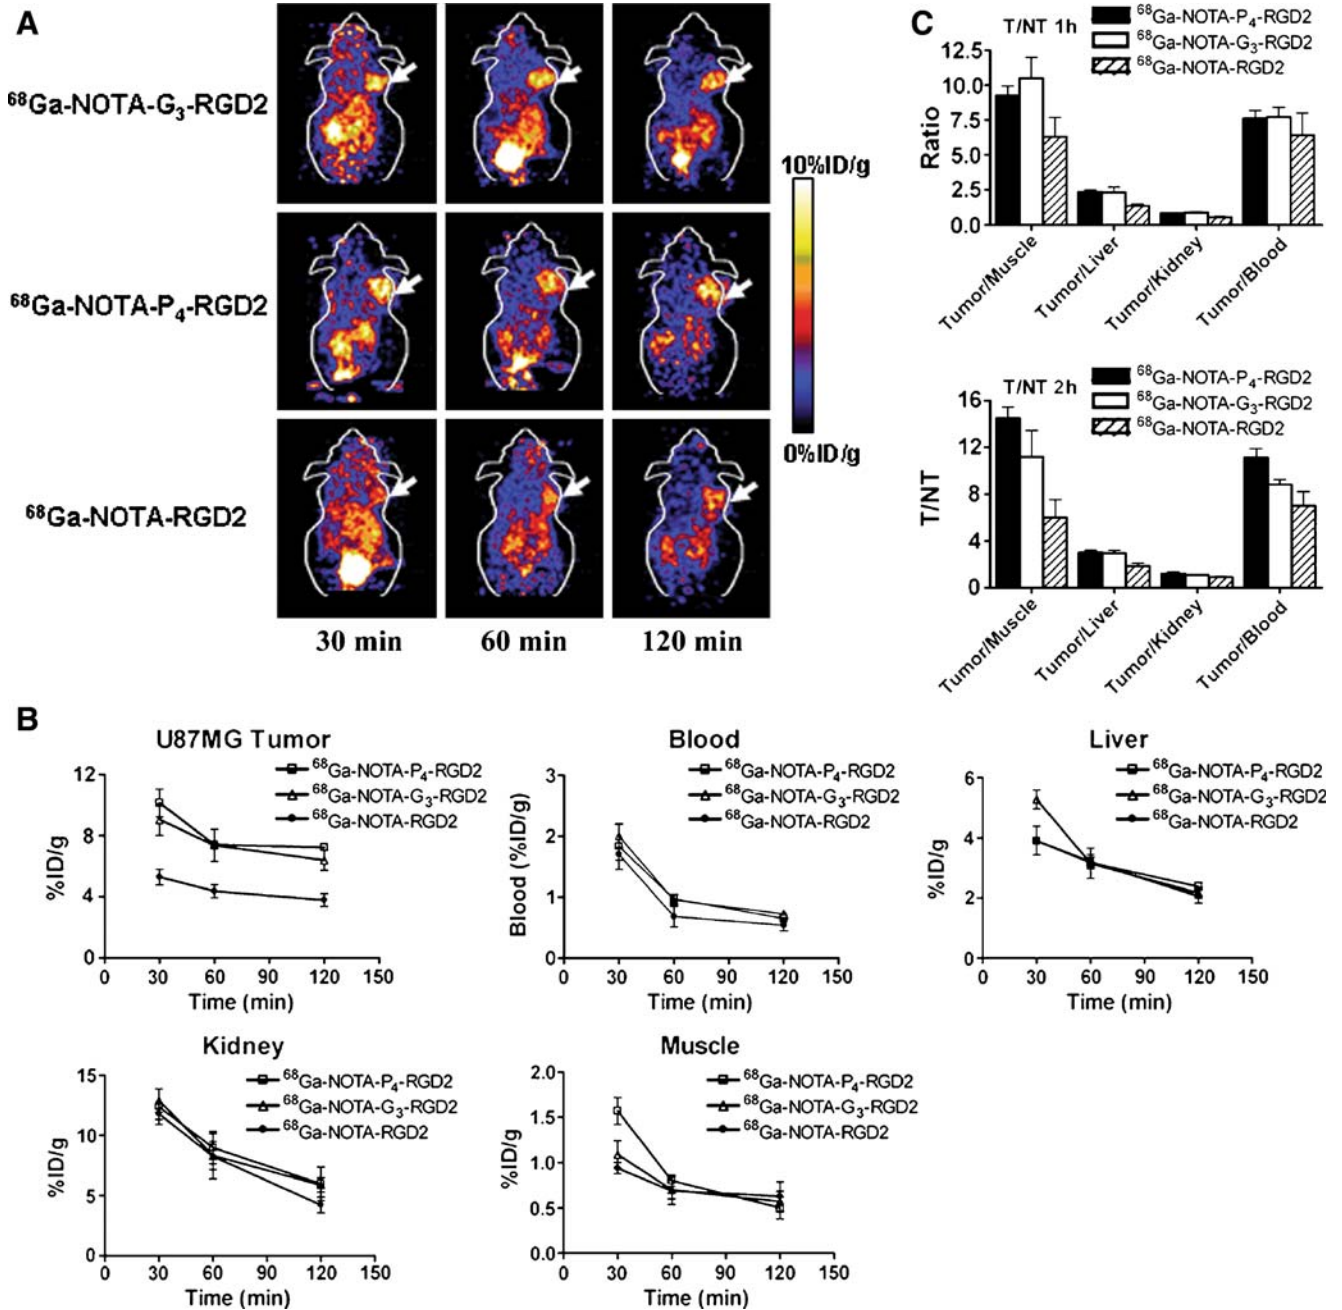 A
⁶⁸Ga-NOTA-G₃-RGD2
⁶⁸Ga-NOTA-P₄-RGD2
⁶⁸Ga-NOTA-RGD2
30 min 60 min 120 min
10%ID/g
0%ID/g
C
T/NT 1h
⁶⁸Ga-NOTA-P₄-RGD2
⁶⁸Ga-NOTA-G₃-RGD2
⁶⁸Ga-NOTA-RGD2
Ratio
12.5
10.0
7.5
5.0
2.5
0.0
Tumor/Muscle Tumor/Liver Tumor/Kidney Tumor/Blood
T/NT 2h
⁶⁸Ga-NOTA-P₄-RGD2
⁶⁸Ga-NOTA-G₃-RGD2
⁶⁸Ga-NOTA-RGD2
T/NT
16
12
8
4
0
Tumor/Muscle Tumor/Liver Tumor/Kidney Tumor/Blood
B
U87MG Tumor
⁶⁸Ga-NOTA-P₄-RGD2
⁶⁸Ga-NOTA-G₃-RGD2
⁶⁸Ga-NOTA-RGD2
%ID/g
12
8
4
0
0 30 60 90 120 150
Time (min)
Blood
⁶⁸Ga-NOTA-P₄-RGD2
⁶⁸Ga-NOTA-G₃-RGD2
⁶⁸Ga-NOTA-RGD2
Blood (%ID/g)
3
2
1
0
0 30 60 90 120 150
Time (min)
Liver
⁶⁸Ga-NOTA-P₄-RGD2
⁶⁸Ga-NOTA-G₃-RGD2
⁶⁸Ga-NOTA-RGD2
%ID/g
6
4
2
0
0 30 60 90 120 150
Time (min)
Kidney
⁶⁸Ga-NOTA-P₄-RGD2
⁶⁸Ga-NOTA-G₃-RGD2
⁶⁸Ga-NOTA-RGD2
%ID/g
15
10
5
0
0 30 60 90 120 150
Time (min)
Muscle
⁶⁸Ga-NOTA-P₄-RGD2
⁶⁸Ga-NOTA-G₃-RGD2
⁶⁸Ga-NOTA-RGD2
%ID/g
2.0
1.5
1.0
0.5
0.0
0 30 60 90 120 150
Time (min)